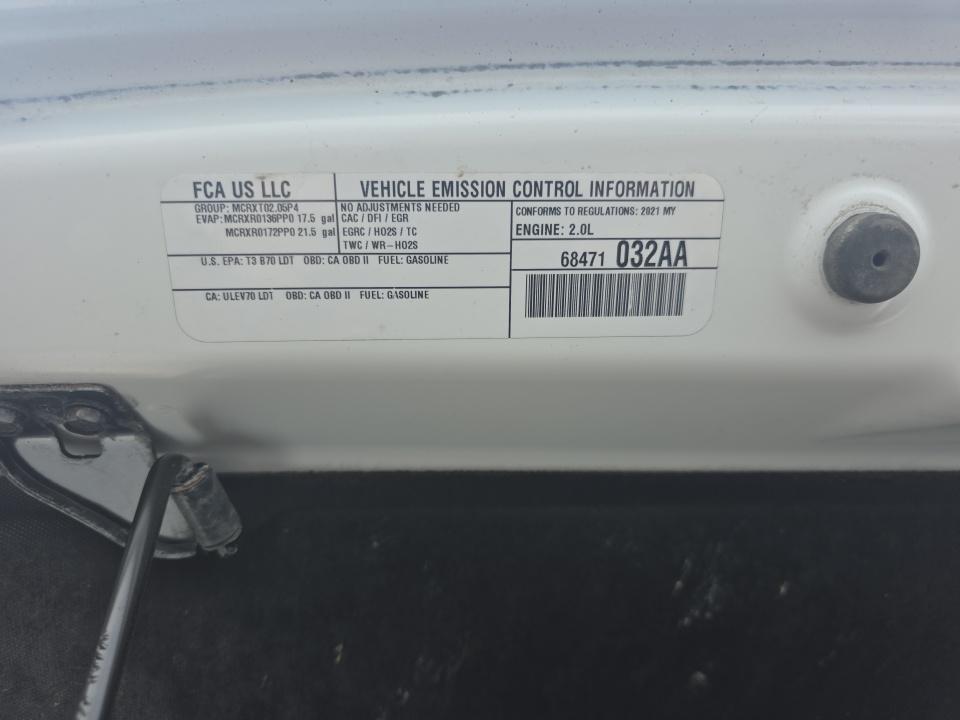 FCA US LLC
VEHICLE EMISSION CONTROL INFORMATION
GROUP: MCRXT02.05P4
EVAP: MCRXR0136PP0 17.5 gal
MCRXR0172PP0 21.5 gal
NO ADJUSTMENTS NEEDED
CAC / DFI / EGR
EGRC / HO2S / TC
TWC / WR-HO2S
CONFORMS TO REGULATIONS: 2021 MY
ENGINE: 2.0L
68471 032AA
U.S. EPA: T3 B70 LDT OBD: CA OBD II FUEL: GASOLINE
CA: ULEV70 LDT OBD: CA OBD II FUEL: GASOLINE